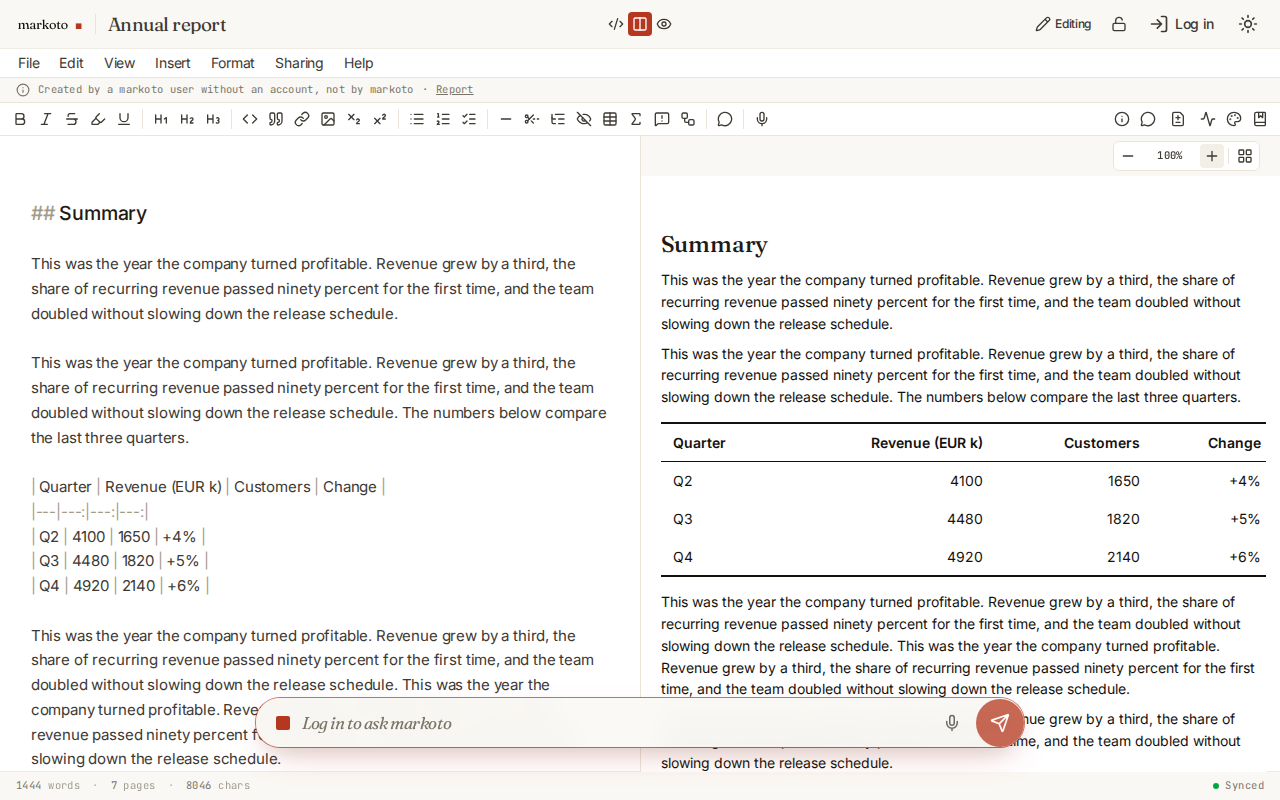 markoto
Annual report
Editing
Log in
File Edit View Insert Format Sharing Help
Created by a markoto user without an account, not by markoto · Report
H1 H2 H3
100%
## Summary
This was the year the company turned profitable. Revenue grew by a third, the
share of recurring revenue passed ninety percent for the first time, and the team
doubled without slowing down the release schedule.
This was the year the company turned profitable. Revenue grew by a third, the
share of recurring revenue passed ninety percent for the first time, and the team
doubled without slowing down the release schedule. The numbers below compare
the last three quarters.
| Quarter | Revenue (EUR k) | Customers | Change |
|---|---:|---:|---:|
| Q2 | 4100 | 1650 | +4% |
| Q3 | 4480 | 1820 | +5% |
| Q4 | 4920 | 2140 | +6% |
This was the year the company turned profitable. Revenue grew by a third, the
share of recurring revenue passed ninety percent for the first time, and the team
doubled without slowing down the release schedule. This was the year the
company turned profitable.
revenue passed ninety percent
slowing down the release schedule.
Summary
This was the year the company turned profitable. Revenue grew by a third, the share of
recurring revenue passed ninety percent for the first time, and the team doubled without
slowing down the release schedule.
This was the year the company turned profitable. Revenue grew by a third, the share of
recurring revenue passed ninety percent for the first time, and the team doubled without
slowing down the release schedule. The numbers below compare the last three quarters.
Quarter Revenue (EUR k) Customers Change
Q2 4100 1650 +4%
Q3 4480 1820 +5%
Q4 4920 2140 +6%
This was the year the company turned profitable. Revenue grew by a third, the share of
recurring revenue passed ninety percent for the first time, and the team doubled without
slowing down the release schedule. This was the year the company turned profitable.
Revenue grew by a third, the share of recurring revenue passed ninety percent for the first
time, and the team doubled without slowing down the release schedule.
grew by a third, the share of
and the team doubled without
slowing down the release schedule.
Log in to ask markoto
1444 words · 7 pages · 8046 chars
Synced